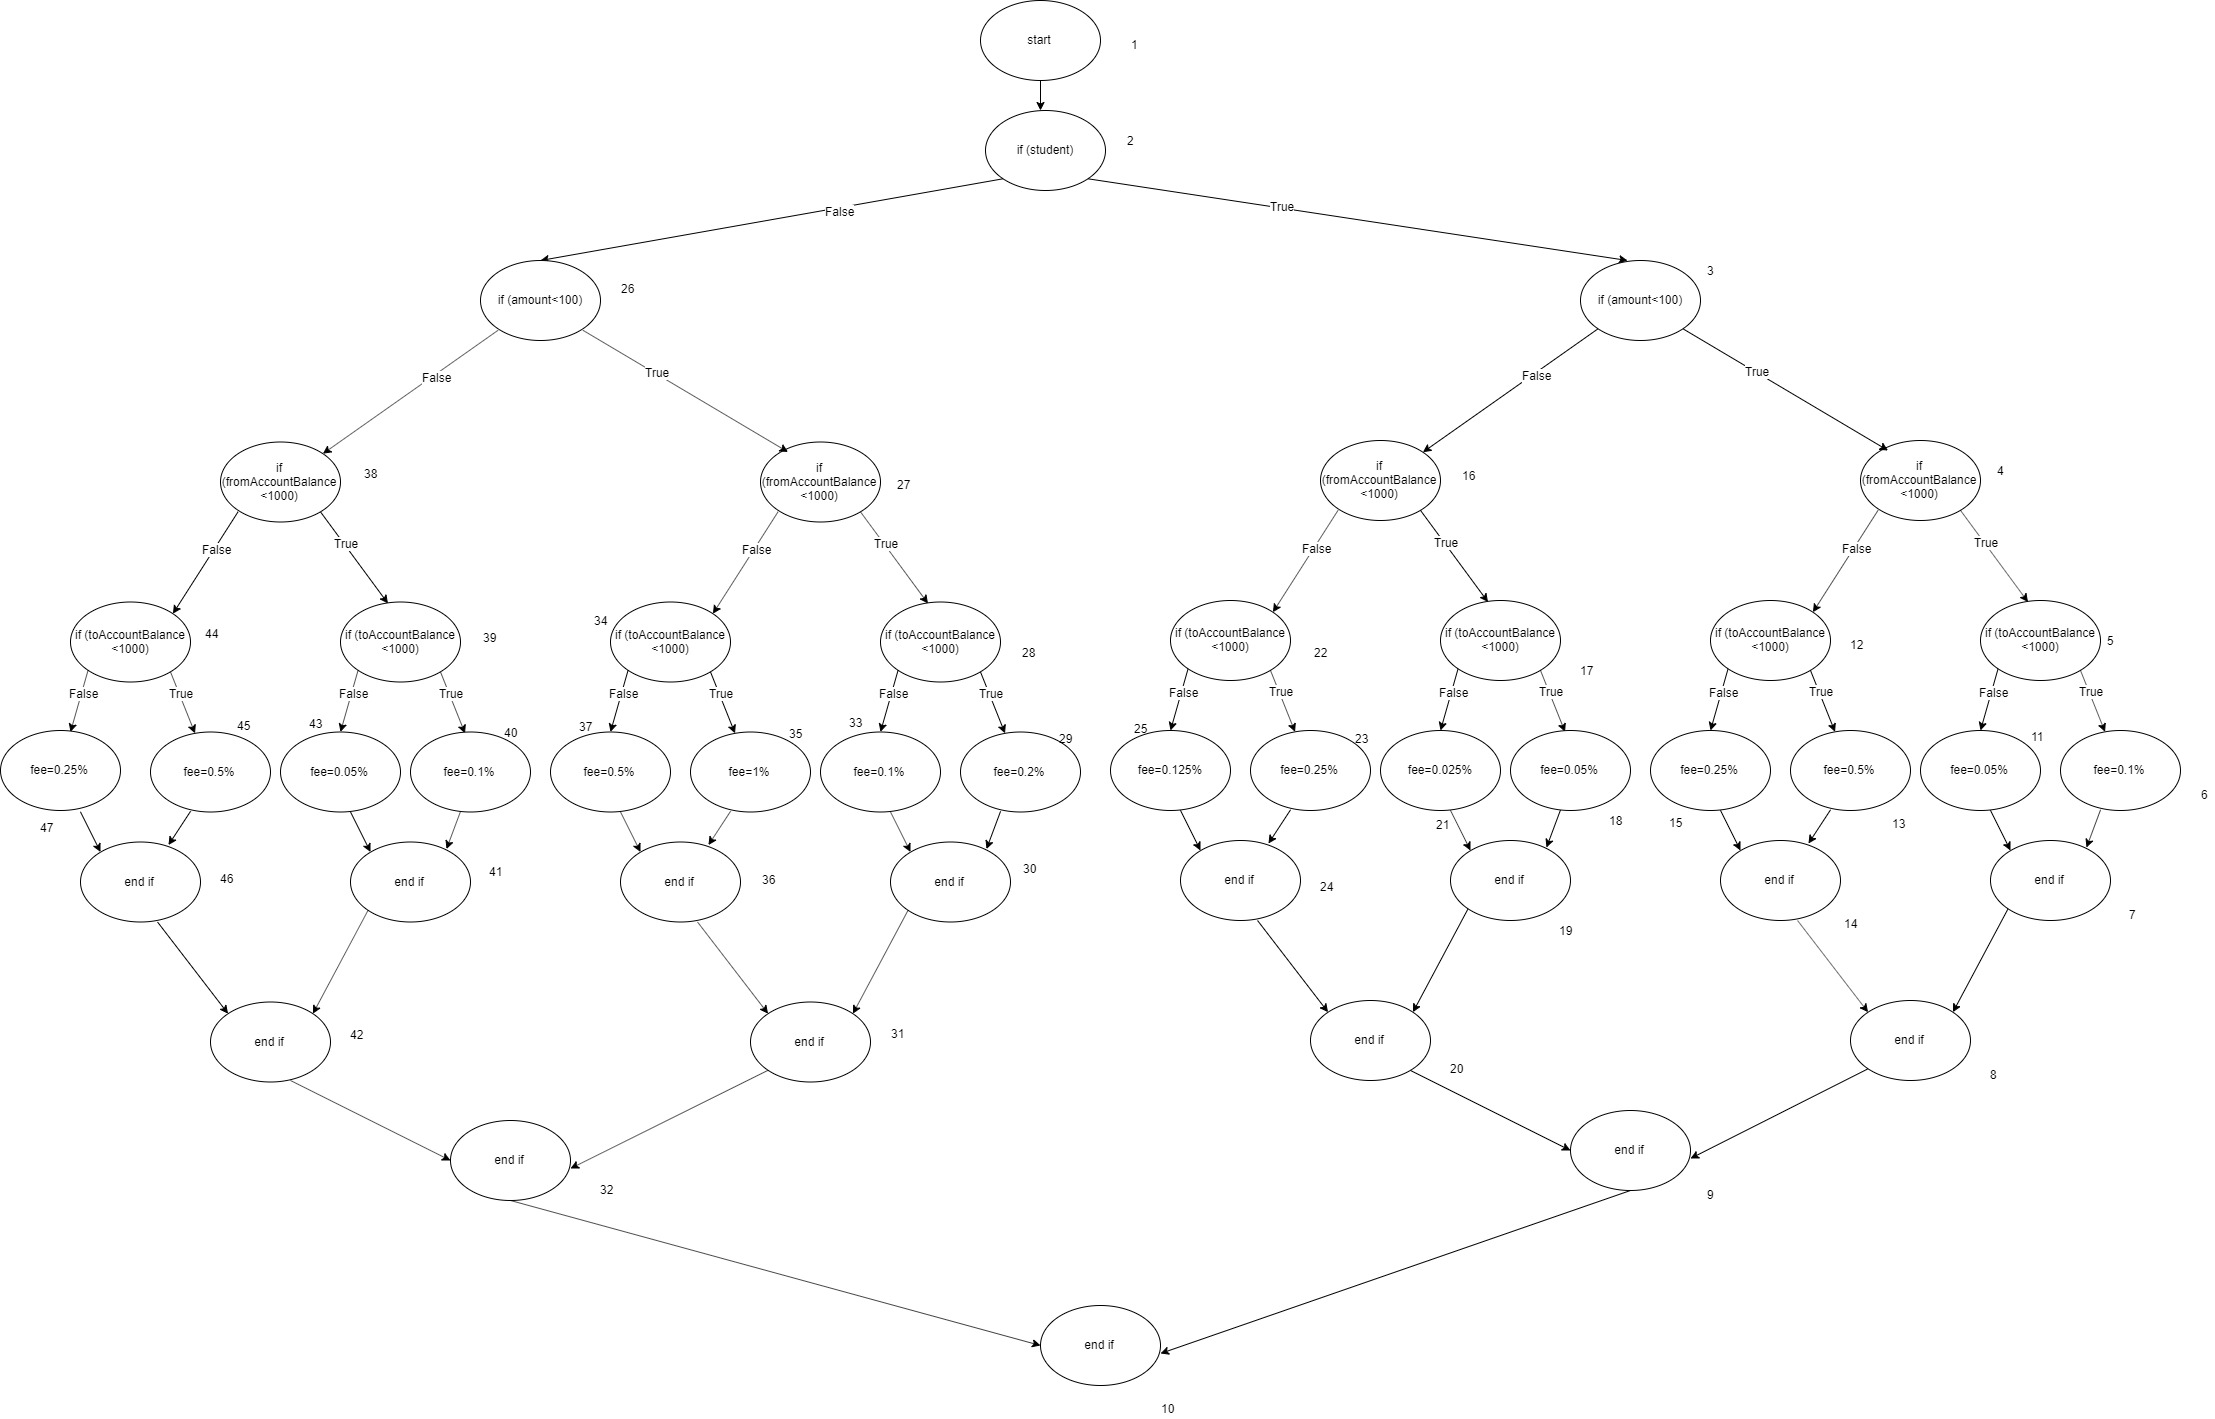 start
1
if (student)
2
False
True
if (amount<100)
26
if (amount<100)
3
False
True
False
True
if
(fromAccountBalance
<1000)
38
if
(fromAccountBalance
<1000)
27
if
(fromAccountBalance
<1000)
16
if
(fromAccountBalance
<1000)
4
False
True
False
True
False
True
False
True
if (toAccountBalance
<1000)
44
if (toAccountBalance
<1000)
39
34
if (toAccountBalance
<1000)
if (toAccountBalance
<1000)
28
if (toAccountBalance
<1000)
22
if (toAccountBalance
<1000)
17
if (toAccountBalance
<1000)
12
if (toAccountBalance
<1000)
5
False
True
False
True
False
True
False
True
False
True
False
True
False
True
False
True
45
43
40
37
35
33
29
25
23
11
fee=0.25%
fee=0.5%
fee=0.05%
fee=0.1%
fee=0.5%
fee=1%
fee=0.1%
fee=0.2%
fee=0.125%
fee=0.25%
fee=0.025%
fee=0.05%
fee=0.25%
fee=0.5%
fee=0.05%
fee=0.1%
6
47
21
18
15
13
end if
46
end if
41
end if
36
end if
30
end if
24
end if
19
end if
14
end if
7
end if
42
end if
31
end if
20
end if
8
end if
32
end if
9
end if
10